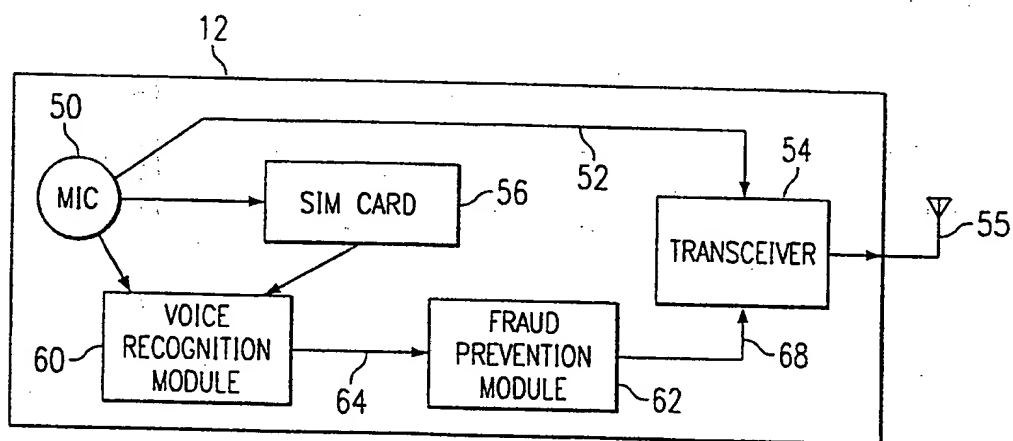 12
50
MIC
SIM CARD
56
52
54
TRANSCEIVER
55
VOICE
RECOGNITION
MODULE
60
64
FRAUD
PREVENTION
MODULE
62
68